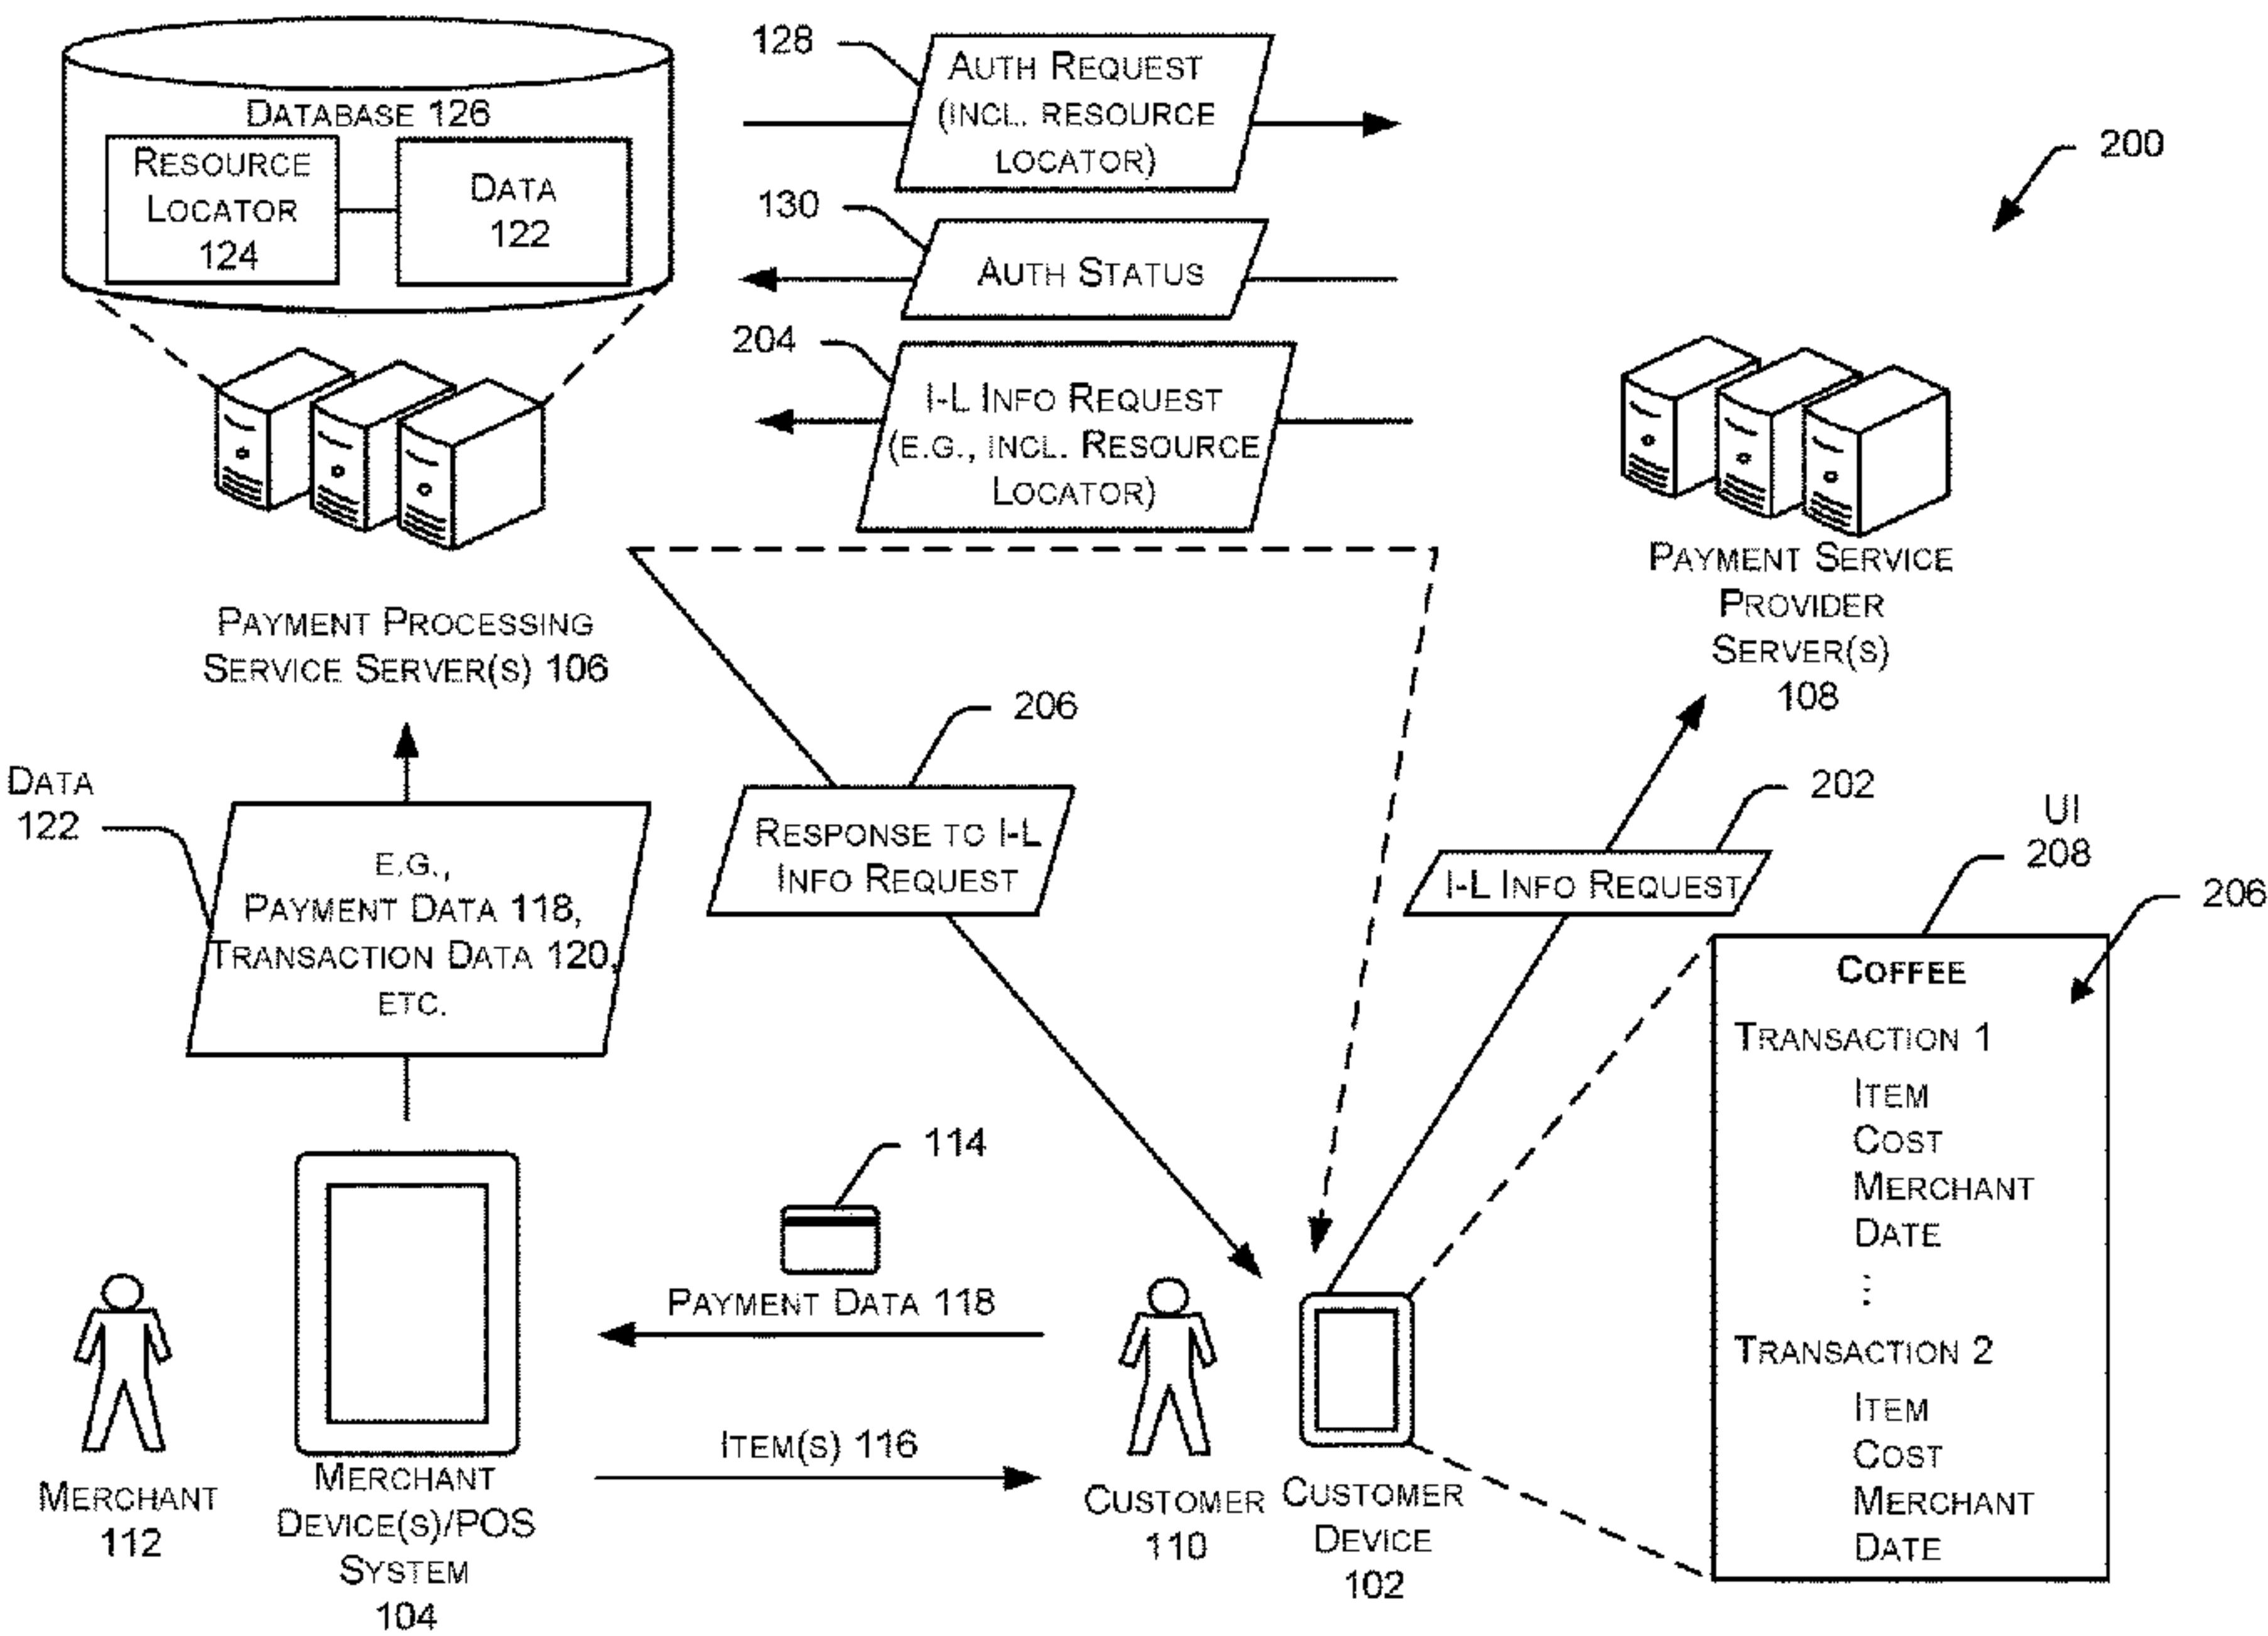 DATABASE 126
RESOURCE
LOCATOR
124
DATA
122
128
AUTH REQUEST
(INCL. RESOURCE
LOCATOR)
130
AUTH STATUS
204
I-L INFO REQUEST
(E.G., INCL. RESOURCE
LOCATOR)
200
PAYMENT PROCESSING
SERVICE SERVER(S) 106
PAYMENT SERVICE
PROVIDER
SERVER(S)
108
DATA
122
E.G.,
PAYMENT DATA 118,
TRANSACTION DATA 120,
ETC.
206
RESPONSE TO I-L
INFO REQUEST
202
I-L INFO REQUEST
UI
208
206
COFFEE
TRANSACTION 1
ITEM
COST
MERCHANT
DATE
⋮
TRANSACTION 2
ITEM
COST
MERCHANT
DATE
114
PAYMENT DATA 118
ITEM(S) 116
MERCHANT
112
MERCHANT
DEVICE(S)/POS
SYSTEM
104
CUSTOMER
110
CUSTOMER
DEVICE
102